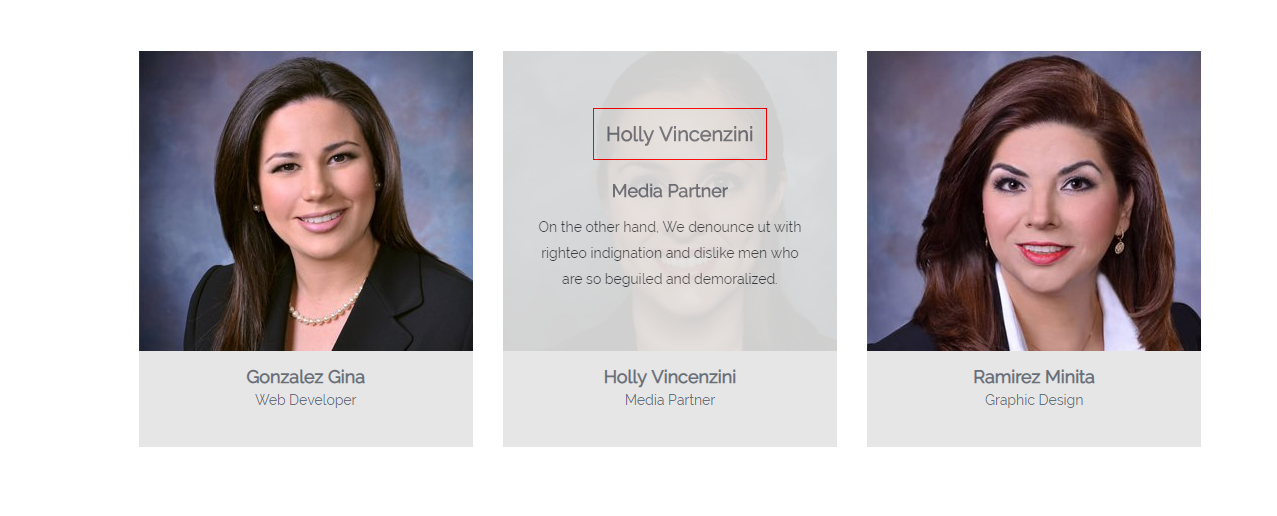 Holly Vincenzini
Media Partner
On the other hand, We denounce ut with
righteo indignation and dislike men who
are so beguiled and demoralized.
Gonzalez Gina
Web Developer
Holly Vincenzini
Media Partner
Ramirez Minita
Graphic Design